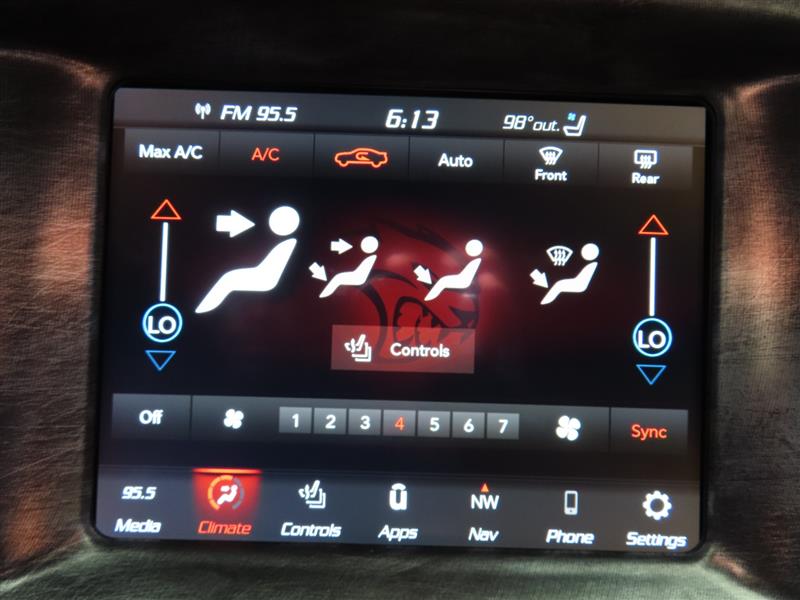 FM 95.5 6:13 98° out.
Max A/C A/C Auto Front Rear
LO LO
Controls
Off 1 2 3 4 5 6 7 Sync
95.5 NW
Media Climate Controls Apps Nav Phone Settings